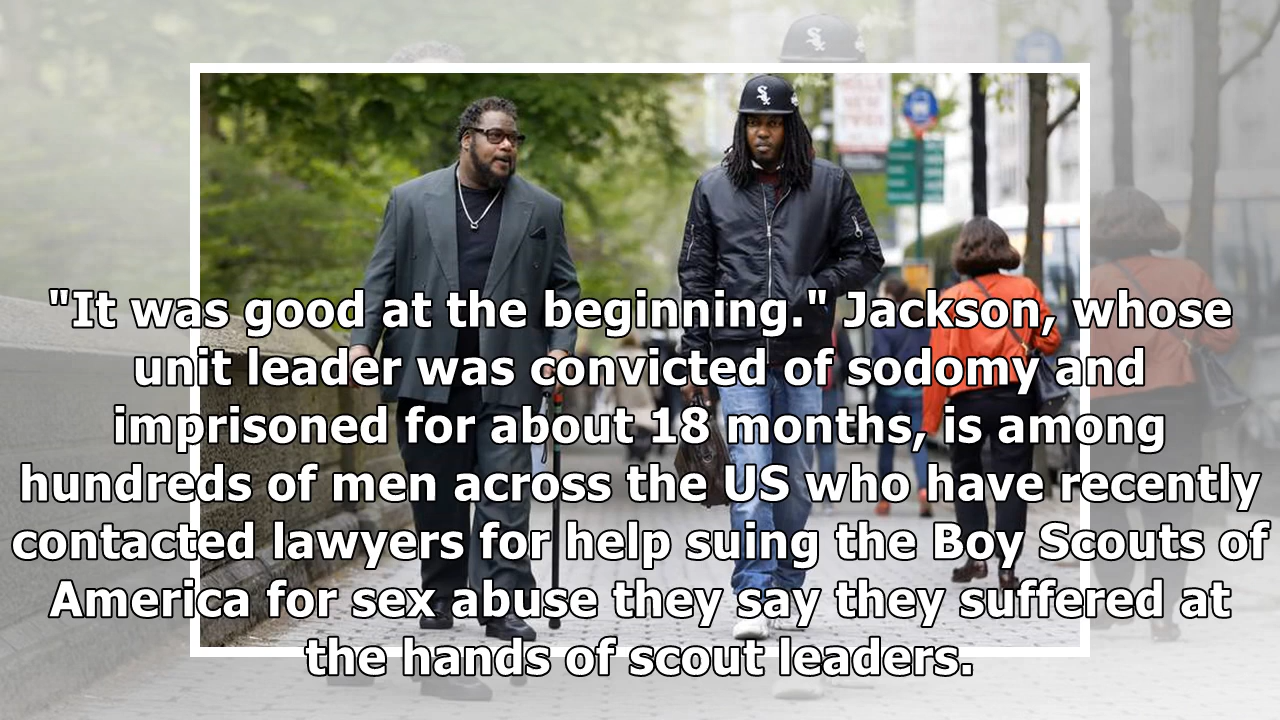 "It was good at the beginning." Jackson, whose
unit leader was convicted of sodomy and
imprisoned for about 18 months, is among
hundreds of men across the US who have recently
contacted lawyers for help suing the Boy Scouts of
America for sex abuse they say they suffered at
the hands of scout leaders.